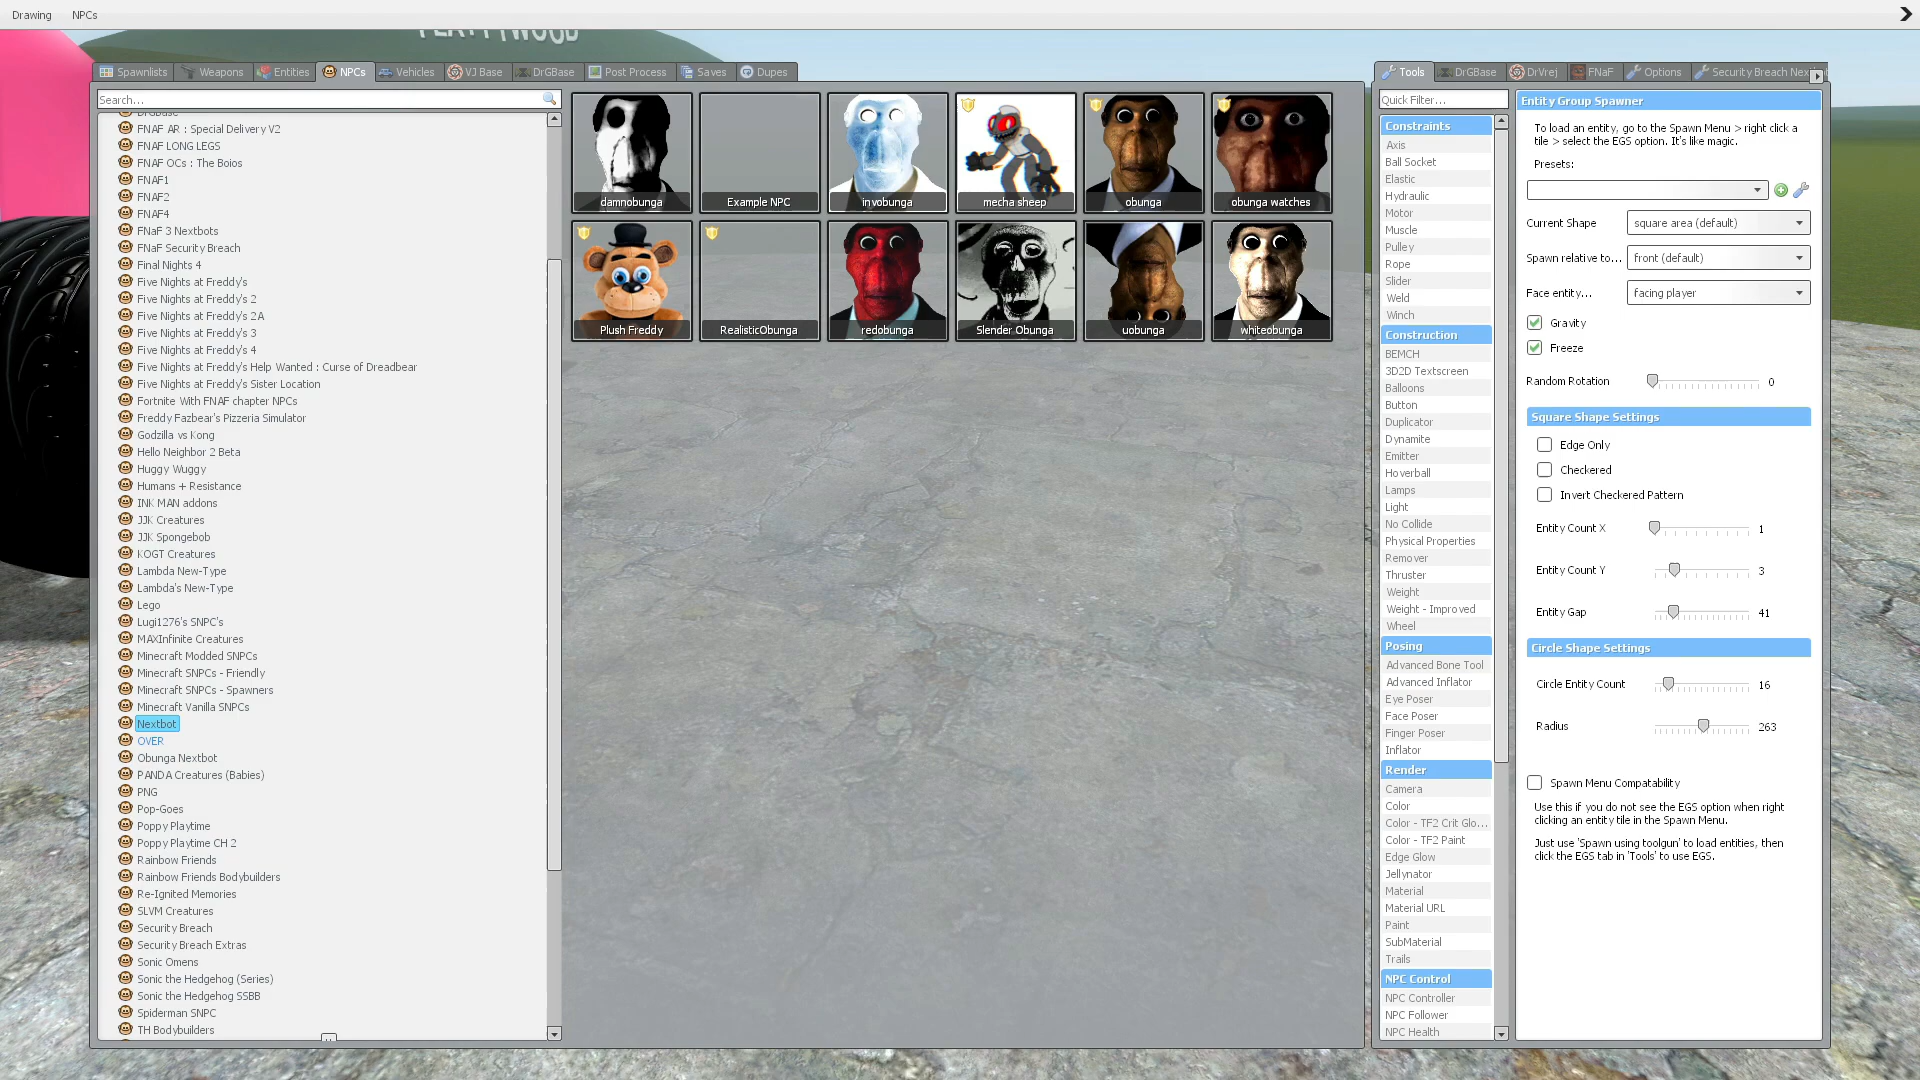 Drawing
NPCs
Spawnlists
Weapons
Entities
NPCs
Vehicles
VJ Base
DrGBase
Post Process
Saves
Dupes
Search...
DrGBase
FNAF AR : Special Delivery V2
FNAF LONG LEGS
FNAF OCs : The Boios
FNAF1
FNAF2
FNAF4
FNaF 3 Nextbots
FNaF Security Breach
Final Nights 4
Five Nights at Freddy's
Five Nights at Freddy's 2
Five Nights at Freddy's 2A
Five Nights at Freddy's 3
Five Nights at Freddy's 4
Five Nights at Freddy's Help Wanted : Curse of Dreadbear
Five Nights at Freddy's Sister Location
Fortnite With FNAF chapter NPCs
Freddy Fazbear's Pizzeria Simulator
Godzilla vs Kong
Hello Neighbor 2 Beta
Huggy Wuggy
Humans + Resistance
INK MAN addons
JJK Creatures
JJK Spongebob
KOGT Creatures
Lambda New-Type
Lambda's New-Type
Lego
Lugi1276's SNPC's
MAXInfinite Creatures
Minecraft Modded SNPCs
Minecraft SNPCs - Friendly
Minecraft SNPCs - Spawners
Minecraft Vanilla SNPCs
Nextbot
OVER
Obunga Nextbot
PANDA Creatures (Babies)
PNG
Pop-Goes
Poppy Playtime
Poppy Playtime CH 2
Rainbow Friends
Rainbow Friends Bodybuilders
Re-Ignited Memories
SLVM Creatures
Security Breach
Security Breach Extras
Sonic Omens
Sonic the Hedgehog (Series)
Sonic the Hedgehog SSBB
Spiderman SNPC
TH Bodybuilders
damnobunga
Example NPC
invobunga
mecha sheep
obunga
obunga watches
Plush Freddy
RealisticObunga
redobunga
Slender Obunga
uobunga
whiteobunga
Tools
DrGBase
DrVrej
FNaF
Options
Security Breach Nextbot
Quick Filter...
Constraints
Axis
Ball Socket
Elastic
Hydraulic
Motor
Muscle
Pulley
Rope
Slider
Weld
Winch
Construction
BEMCH
3D2D Textscreen
Balloons
Button
Duplicator
Dynamite
Emitter
Hoverball
Lamps
Light
No Collide
Physical Properties
Remover
Thruster
Weight
Weight - Improved
Wheel
Posing
Advanced Bone Tool
Advanced Inflator
Eye Poser
Face Poser
Finger Poser
Inflator
Render
Camera
Color
Color - TF2 Crit Glo...
Color - TF2 Paint
Edge Glow
Jellynator
Material
Material URL
Paint
SubMaterial
Trails
NPC Control
NPC Controller
NPC Follower
NPC Health
Entity Group Spawner
To load an entity, go to the Spawn Menu > right click a
tile > select the EGS option. It's like magic.
Presets:
Current Shape
square area (default)
Spawn relative to...
front (default)
Face entity...
facing player
Gravity
Freeze
Random Rotation 0
Square Shape Settings
Edge Only
Checkered
Invert Checkered Pattern
Entity Count X 1
Entity Count Y 3
Entity Gap 41
Circle Shape Settings
Circle Entity Count 16
Radius 263
Spawn Menu Compatability
Use this if you do not see the EGS option when right
clicking an entity tile in the Spawn Menu.
Just use 'Spawn using toolgun' to load entities, then
click the EGS tab in 'Tools' to use EGS.